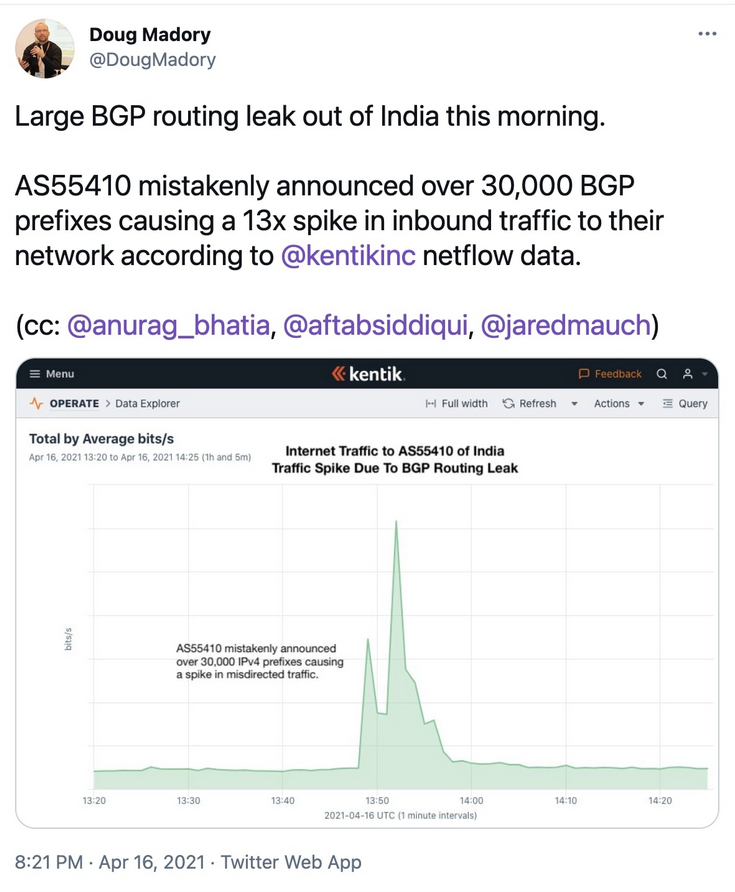 Doug Madory
@DougMadory
Large BGP routing leak out of India this morning.
AS55410 mistakenly announced over 30,000 BGP
prefixes causing a 13x spike in inbound traffic to their
network according to @kentikinc netflow data.
(cc: @anurag_bhatia, @aftabsiddiqui, @jaredmauch)
Menu
kentik
Feedback
OPERATE > Data Explorer
Full width
Refresh
Actions
Query
Total by Average bits/s
Apr 16, 2021 13:20 to Apr 16, 2021 14:25 (1h and 5m)
Internet Traffic to AS55410 of India
Traffic Spike Due To BGP Routing Leak
bits/s
AS55410 mistakenly announced
over 30,000 IPv4 prefixes causing
a spike in misdirected traffic.
13:20 13:30 13:40 13:50 14:00 14:10 14:20
2021-04-16 UTC (1 minute intervals)
8:21 PM · Apr 16, 2021 · Twitter Web App